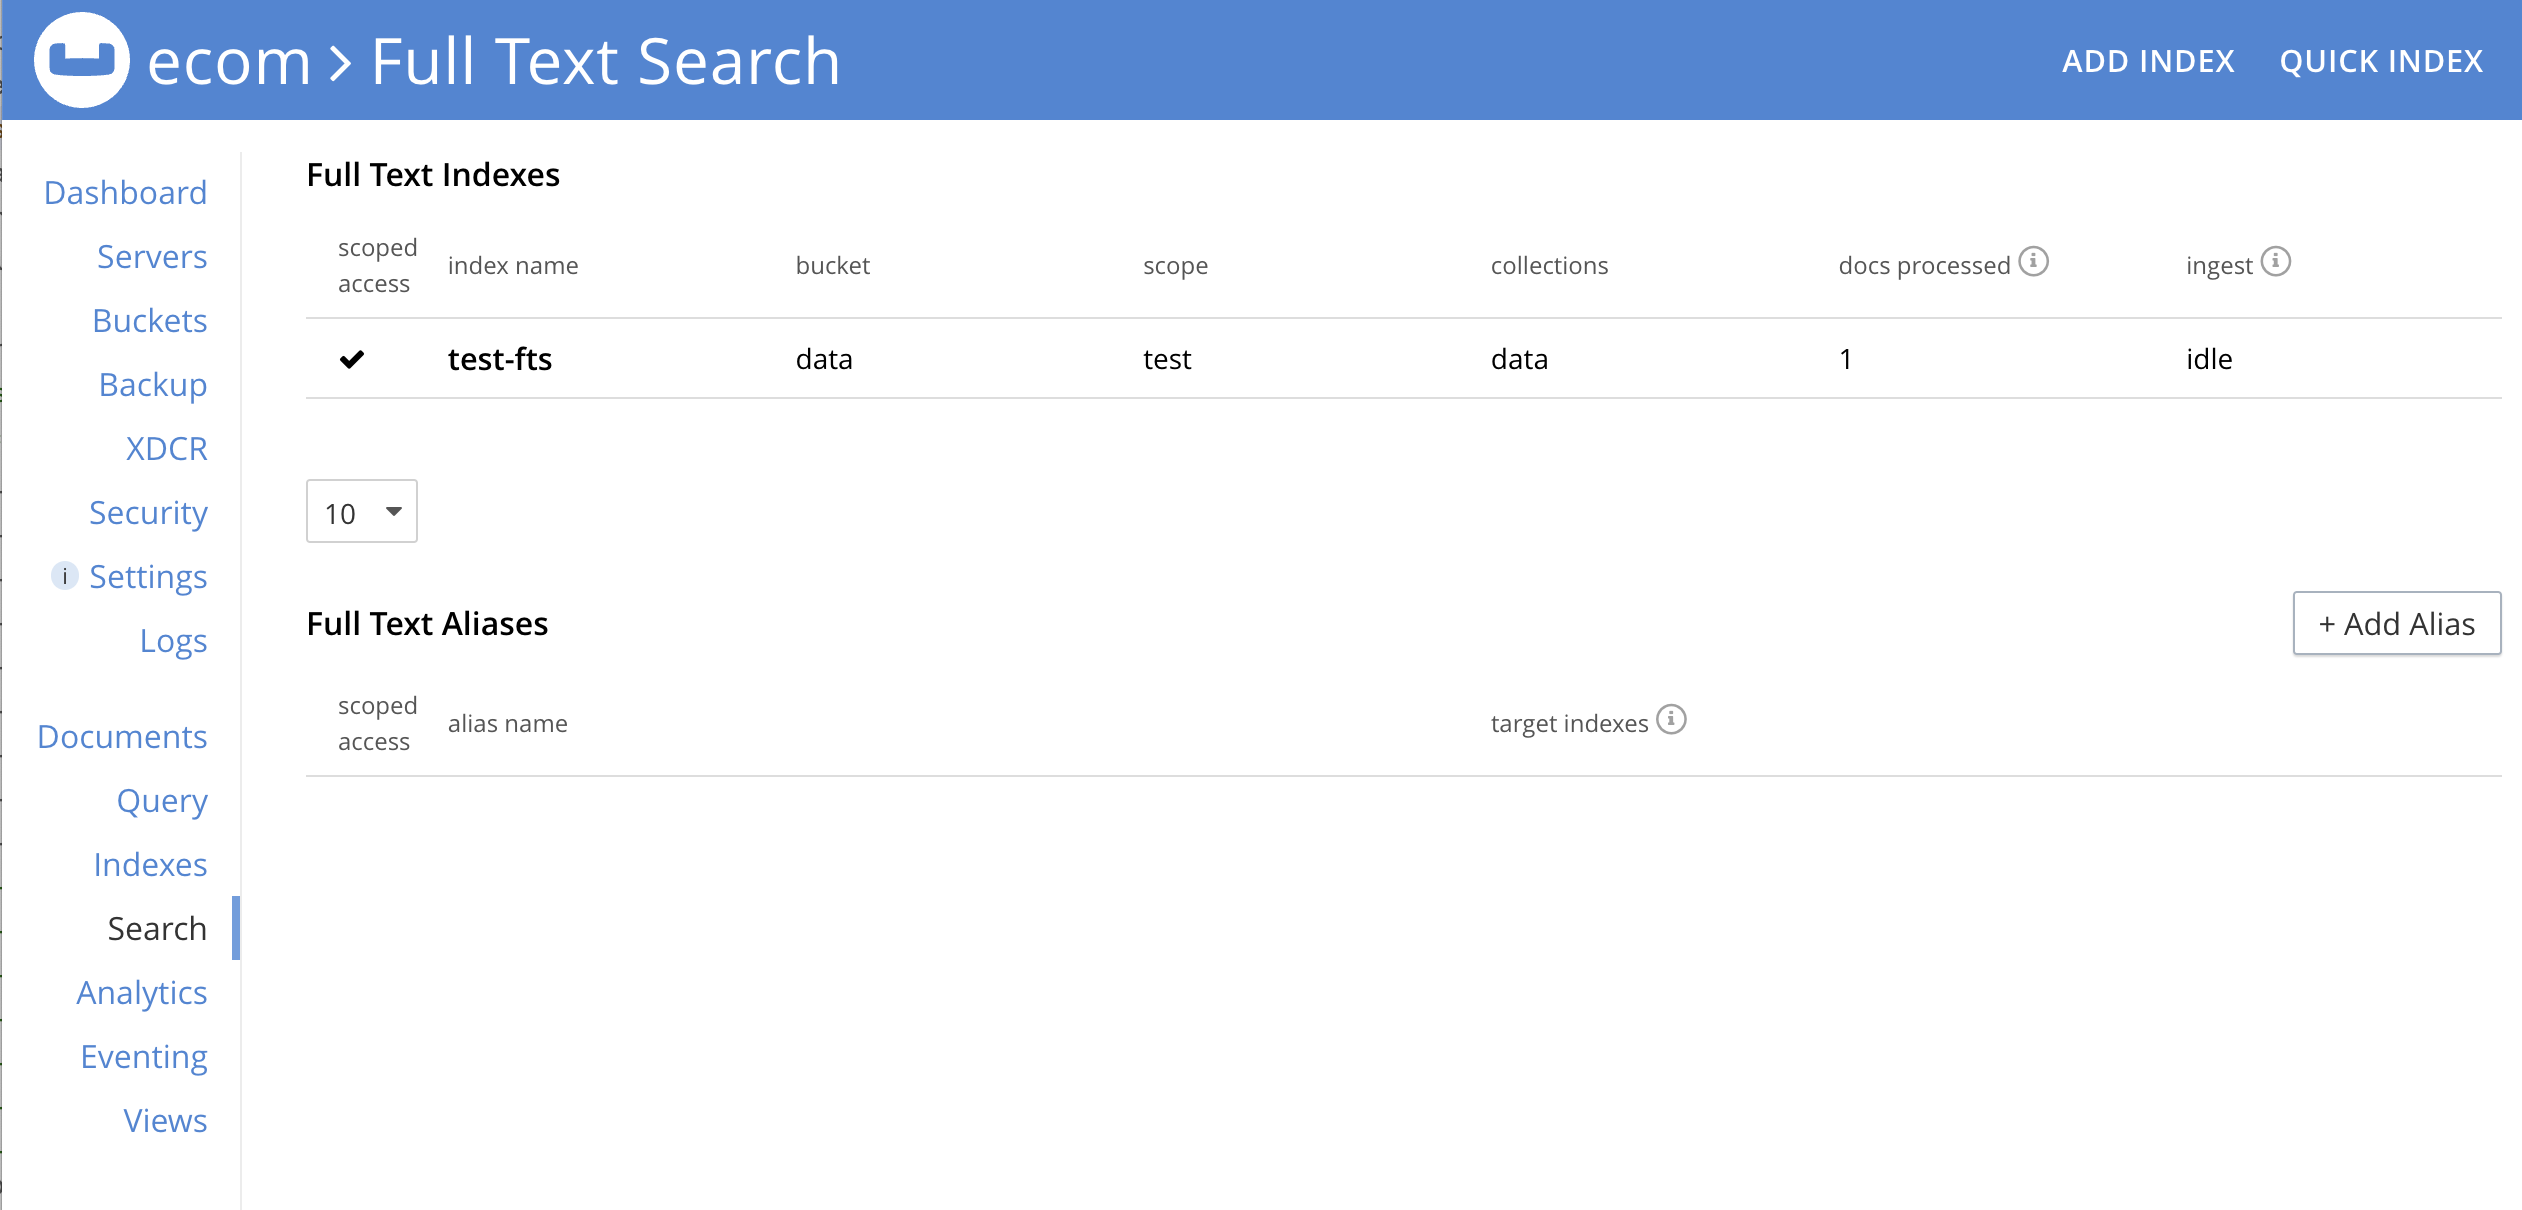 ecom > Full Text Search
ADD INDEX QUICK INDEX
Dashboard
Servers
Buckets
Backup
XDCR
Security
i Settings
Logs
Documents
Query
Indexes
Search
Analytics
Eventing
Views
Full Text Indexes
scoped access index name bucket scope collections docs processed i ingest i
test-fts data test data 1 idle
10
Full Text Aliases
+ Add Alias
scoped access alias name target indexes i